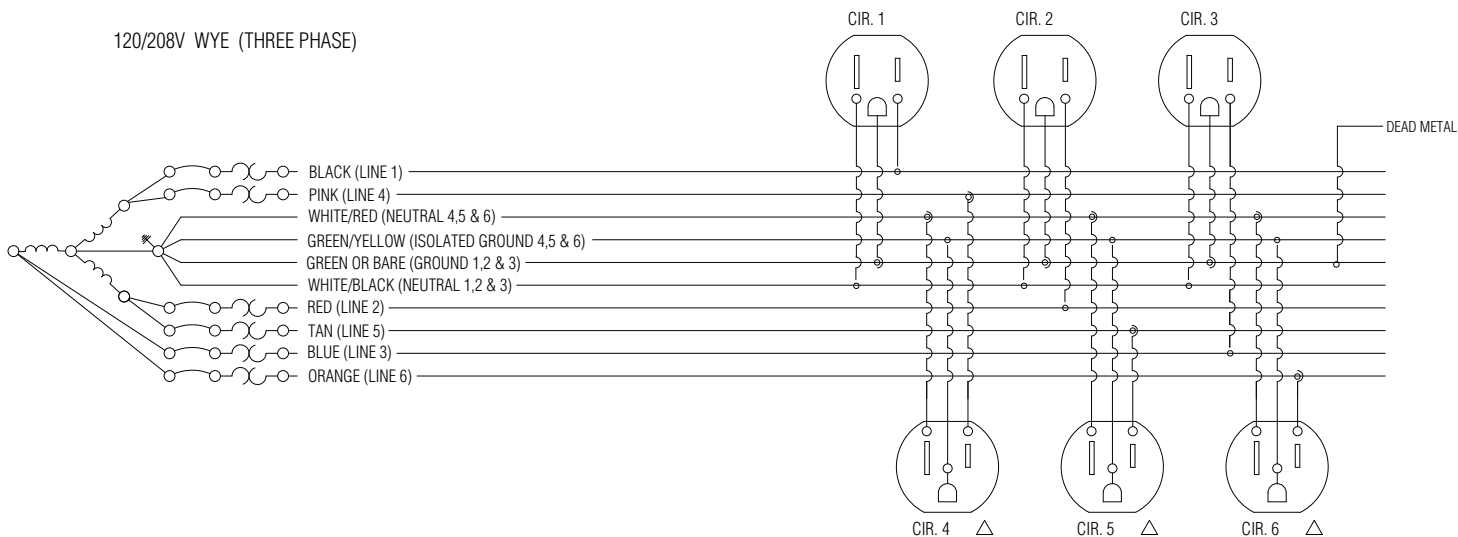 CIR. 1
CIR. 2
CIR. 3
120/208V WYE (THREE PHASE)
DEAD METAL
BLACK (LINE 1)
PINK (LINE 4)
WHITE/RED (NEUTRAL 4,5 & 6)
GREEN/YELLOW (ISOLATED GROUND 4,5 & 6)
GREEN OR BARE (GROUND 1,2 & 3)
WHITE/BLACK (NEUTRAL 1,2 & 3)
RED (LINE 2)
TAN (LINE 5)
BLUE (LINE 3)
ORANGE (LINE 6)
CIR. 4
CIR. 5
CIR. 6